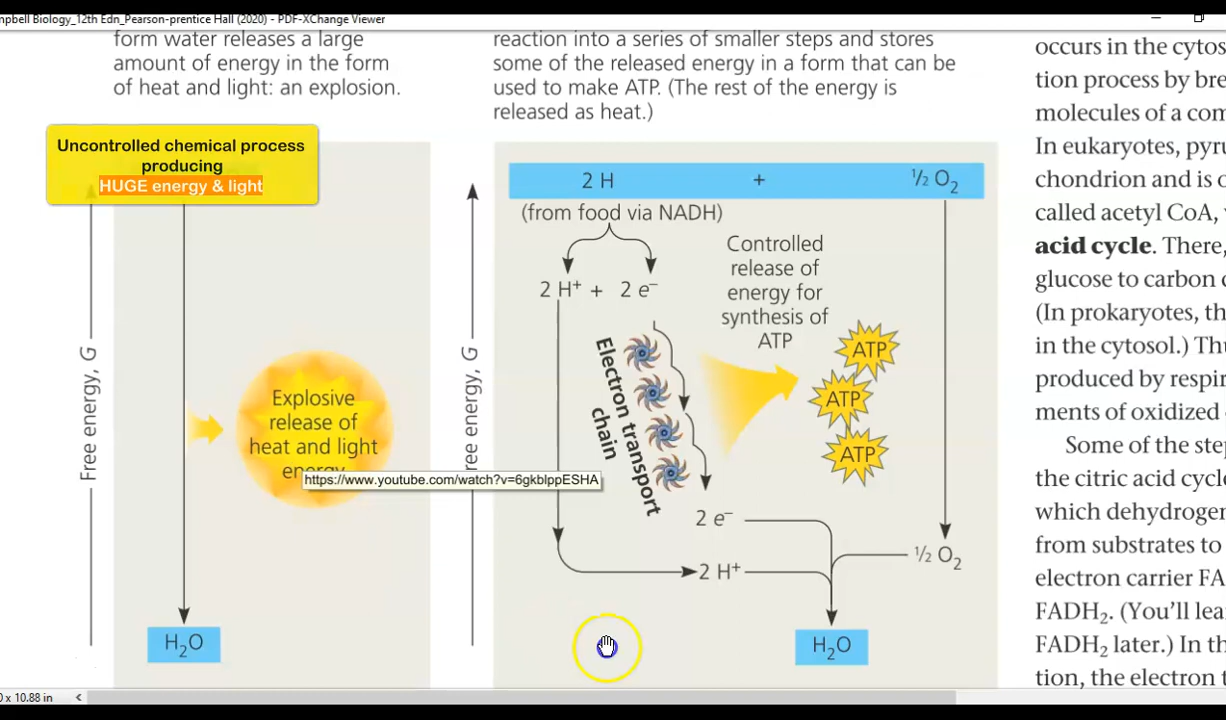 mpbell Biology_12th Edn_Pearson-prentice Hall (2020) - PDF-XChange Viewer
form water releases a large
amount of energy in the form
of heat and light: an explosion.
reaction into a series of smaller steps and stores
some of the released energy in a form that can be
used to make ATP. (The rest of the energy is
released as heat.)
Uncontrolled chemical process
producing
HUGE energy & light
Free energy, G
Explosive
release of
heat and light
energy
https://www.youtube.com/watch?v=6gkblppESHA
H₂O
ree energy, G
2 H + ½ O₂
(from food via NADH)
2 H⁺ + 2 e⁻
Controlled
release of
energy for
synthesis of
ATP
Electron transport
chain
ATP
ATP
ATP
2 e⁻
2 H⁺
½ O₂
H₂O
occurs in the cytos
tion process by bre
molecules of a com
In eukaryotes, pyru
chondrion and is o
called acetyl CoA,
acid cycle. There,
glucose to carbon
(In prokaryotes, th
in the cytosol.) Thu
produced by respir
ments of oxidized
Some of the step
the citric acid cycle
which dehydrogen
from substrates to
electron carrier FA
FADH₂. (You'll lea
FADH₂ later.) In th
tion, the electron t
0 x 10.88 in